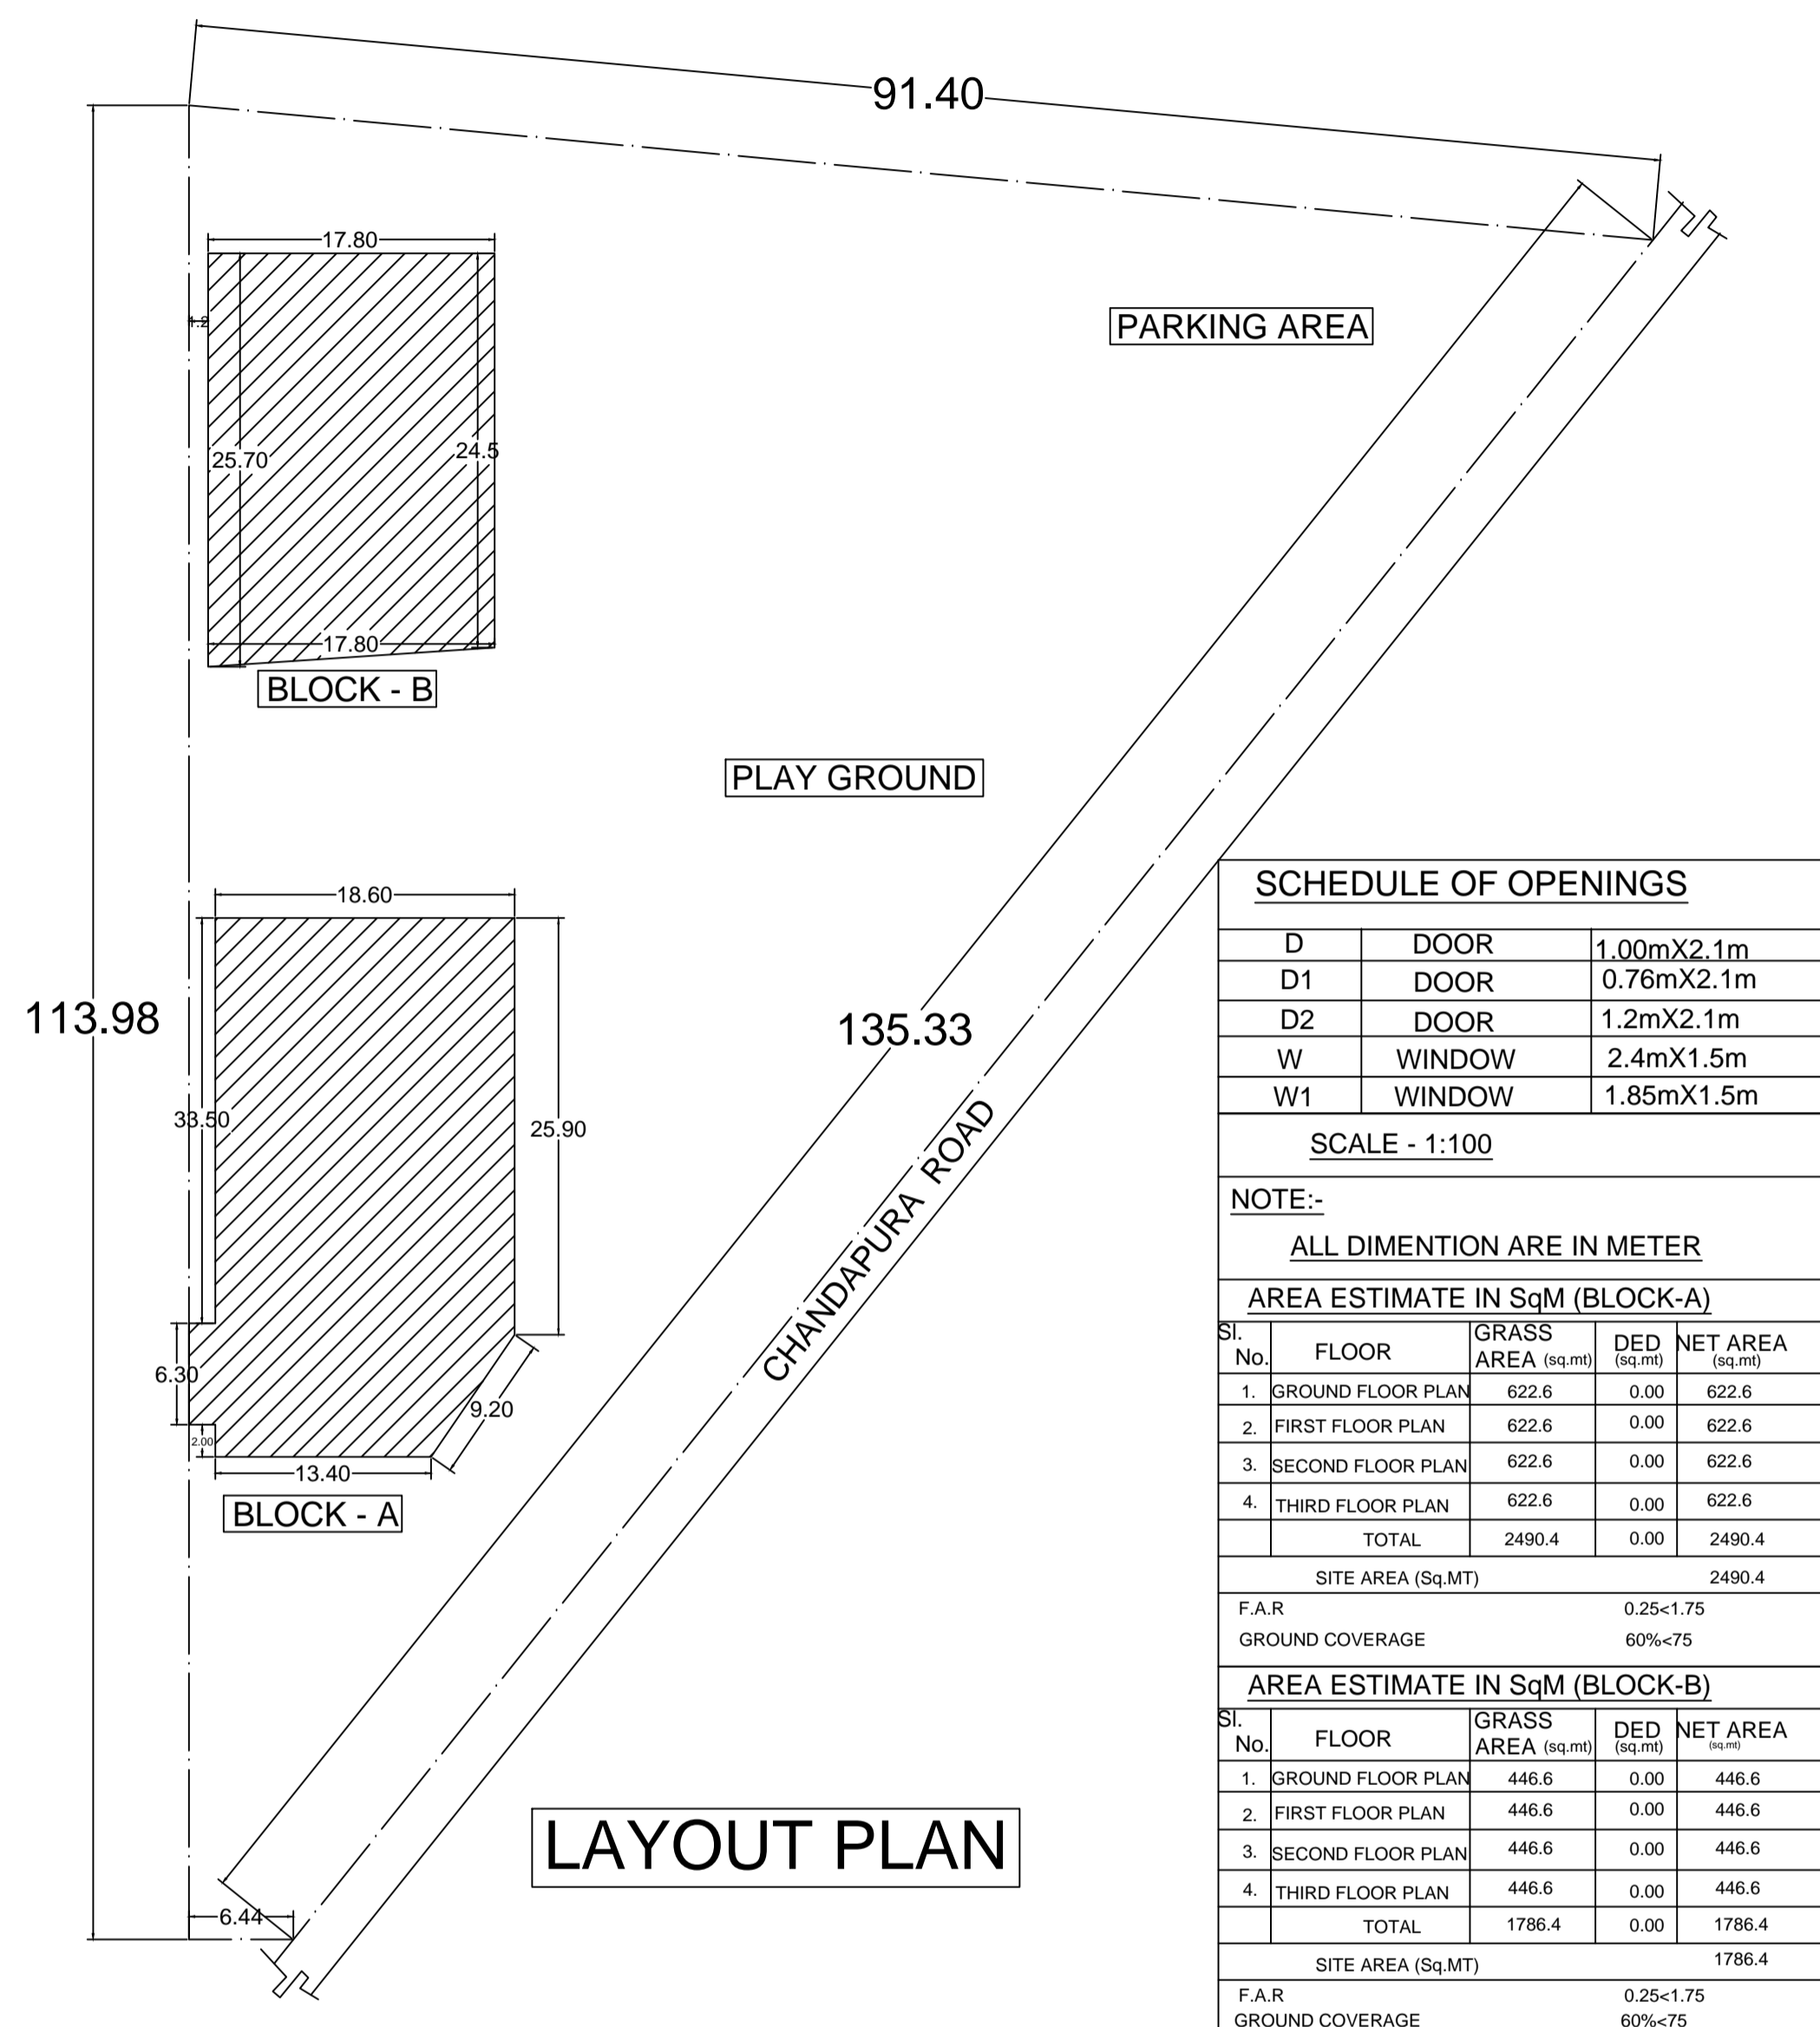 91.40
17.80
1.2
25.70
24.5
17.80
BLOCK - B
PARKING AREA
PLAY GROUND
113.98
18.60
33.50
25.90
6.30
9.20
2.00
13.40
BLOCK - A
135.33
CHANDAPURA ROAD
6.44
LAYOUT PLAN
SCHEDULE OF OPENINGS
D DOOR 1.00mX2.1m
D1 DOOR 0.76mX2.1m
D2 DOOR 1.2mX2.1m
W WINDOW 2.4mX1.5m
W1 WINDOW 1.85mX1.5m
SCALE - 1:100
NOTE:-
ALL DIMENTION ARE IN METER
AREA ESTIMATE IN SqM (BLOCK-A)
Sl. No. FLOOR GRASS AREA (sq.mt) DED (sq.mt) NET AREA (sq.mt)
1. GROUND FLOOR PLAN 622.6 0.00 622.6
2. FIRST FLOOR PLAN 622.6 0.00 622.6
3. SECOND FLOOR PLAN 622.6 0.00 622.6
4. THIRD FLOOR PLAN 622.6 0.00 622.6
TOTAL 2490.4 0.00 2490.4
SITE AREA (Sq.MT) 2490.4
F.A.R 0.25<1.75
GROUND COVERAGE 60%<75
AREA ESTIMATE IN SqM (BLOCK-B)
Sl. No. FLOOR GRASS AREA (sq.mt) DED (sq.mt) NET AREA (sq.mt)
1. GROUND FLOOR PLAN 446.6 0.00 446.6
2. FIRST FLOOR PLAN 446.6 0.00 446.6
3. SECOND FLOOR PLAN 446.6 0.00 446.6
4. THIRD FLOOR PLAN 446.6 0.00 446.6
TOTAL 1786.4 0.00 1786.4
SITE AREA (Sq.MT) 1786.4
F.A.R 0.25<1.75
GROUND COVERAGE 60%<75